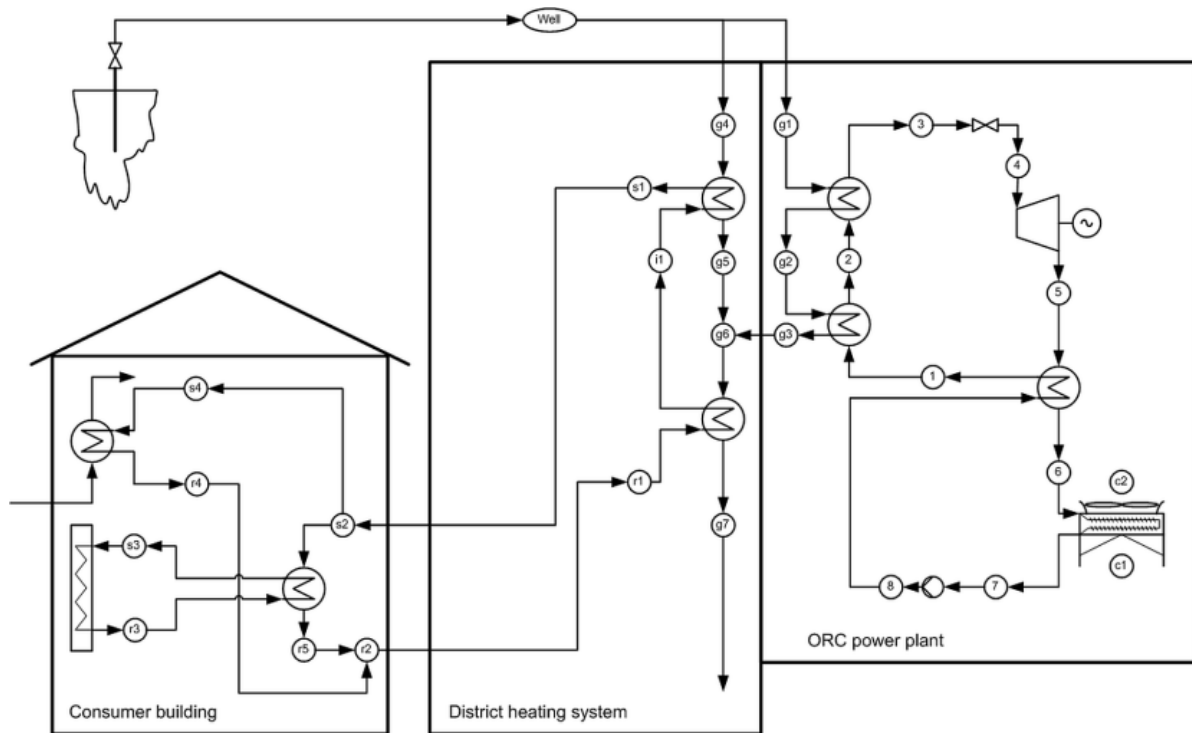 Well
g4
g1
3
4
s1
g5
i1
g2
2
5
g6
g3
1
s4
r4
s2
s3
r3
r5
r2
r1
g7
6
c2
c1
8
7
ORC power plant
Consumer building
District heating system